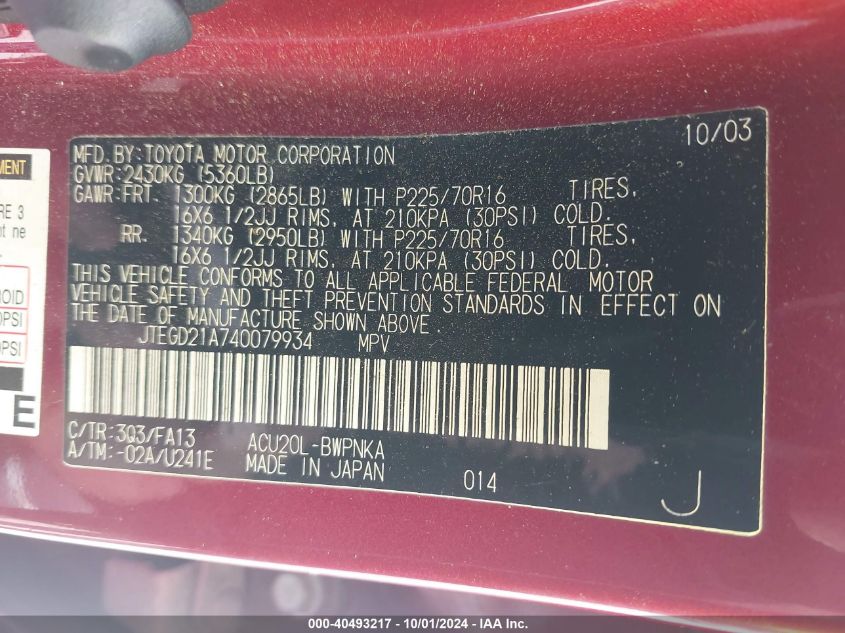 10/03
MFD.BY:TOYOTA MOTOR CORPORATION
GVWR:2430KG (5360LB)
GAWR:FRT. 1300KG (2865LB) WITH P225/70R16 TIRES,
16X6 1/2JJ RIMS, AT 210KPA (30PSI) COLD.
RR. 1340KG (2950LB) WITH P225/70R16 TIRES,
16X6 1/2JJ RIMS, AT 210KPA (30PSI) COLD.
THIS VEHICLE CONFORMS TO ALL APPLICABLE FEDERAL MOTOR
VEHICLE SAFETY AND THEFT PREVENTION STANDARDS IN EFFECT ON
THE DATE OF MANUFACTURE SHOWN ABOVE.
JTEGD21A740079934 MPV
C/TR:3Q3/FA13 ACU20L-BWPNKA
A/TM:-02A/U241E MADE IN JAPAN 014
J
RE 3
ot ne
E
000-40493217 - 10/01/2024 - IAA Inc.